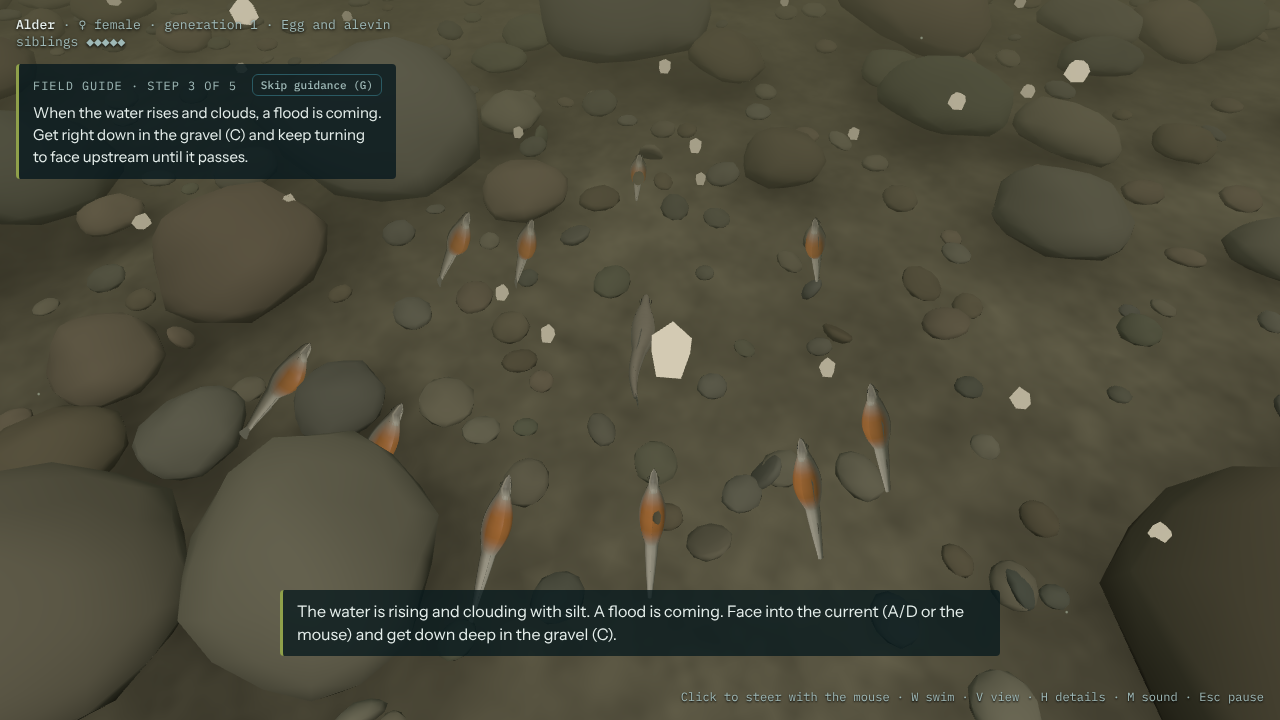 Alder · ♀ female · generation 1 · Egg and alevin
siblings ◆◆◆◆◆
FIELD GUIDE · STEP 3 OF 5
Skip guidance (G)
When the water rises and clouds, a flood is coming.
Get right down in the gravel (C) and keep turning
to face upstream until it passes.
The water is rising and clouding with silt. A flood is coming. Face into the current (A/D or the
mouse) and get down deep in the gravel (C).
Click to steer with the mouse · W swim · V view · H details · M sound · Esc pause